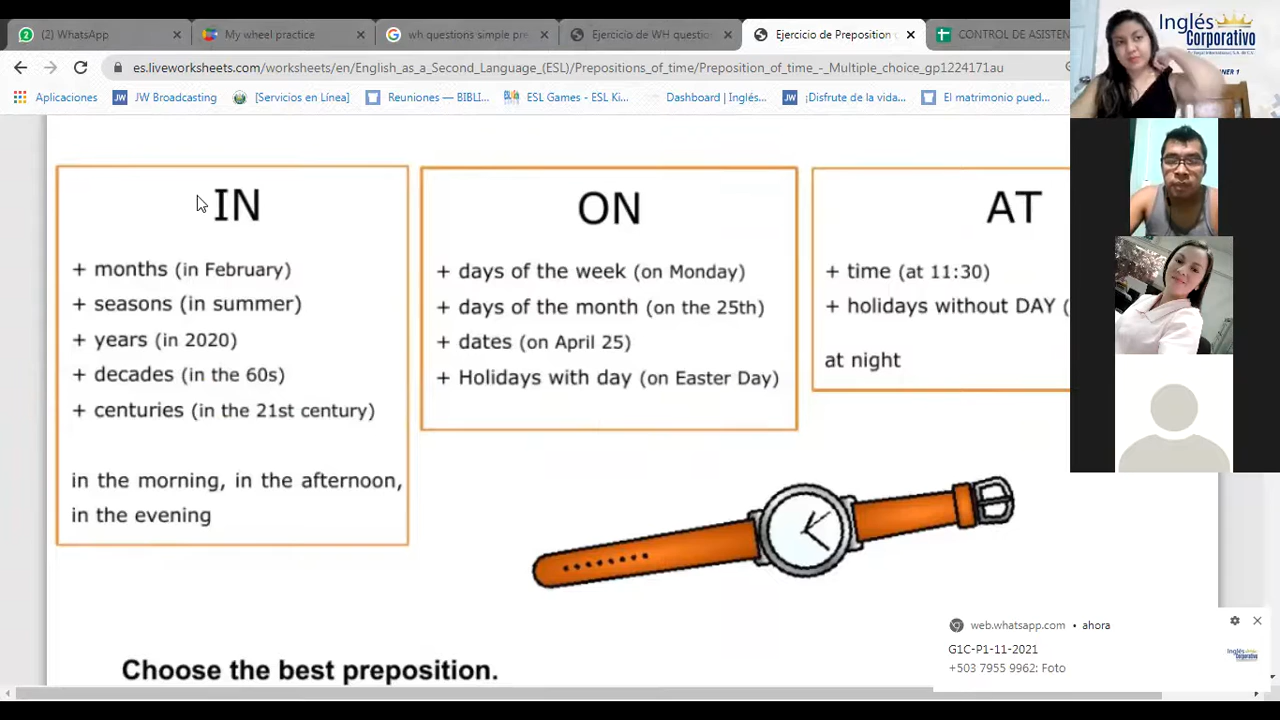 (2) WhatsApp
My wheel practice
wh questions simple pr
Ejercicio de WH questio
Ejercicio de Preposition
CONTROL DE ASISTEN
es.liveworksheets.com/worksheets/en/English_as_a_Second_Language_(ESL)/Prepositions_of_time/Preposition_of_time_-_Multiple_choice_gp1224171au
Aplicaciones
JW Broadcasting
[Servicios en Línea]
Reuniones — BIBLI...
ESL Games - ESL Ki...
Dashboard | Inglés...
¡Disfrute de la vida...
El matrimonio pued...
Inglés
Corporativo
IN
+ months (in February)
+ seasons (in summer)
+ years (in 2020)
+ decades (in the 60s)
+ centuries (in the 21st century)
in the morning, in the afternoon,
in the evening
ON
+ days of the week (on Monday)
+ days of the month (on the 25th)
+ dates (on April 25)
+ Holidays with day (on Easter Day)
AT
+ time (at 11:30)
+ holidays without DAY (
at night
Choose the best preposition.
web.whatsapp.com • ahora
G1C-P1-11-2021
+503 7955 9962: Foto
Inglés
Corporativo